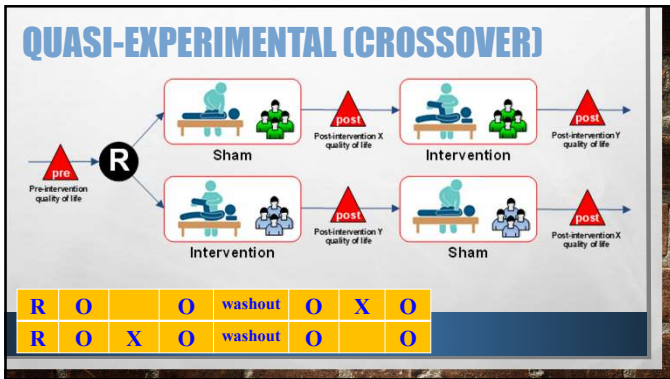 QUASI-EXPERIMENTAL (CROSSOVER)
pre
Pre-intervention
quality of life
R
Sham
post
Post-intervention X
quality of life
Intervention
post
Post-intervention Y
quality of life
Intervention
post
Post-intervention Y
quality of life
Sham
post
Post-intervention X
quality of life
R O O washout O X O
R O X O washout O O